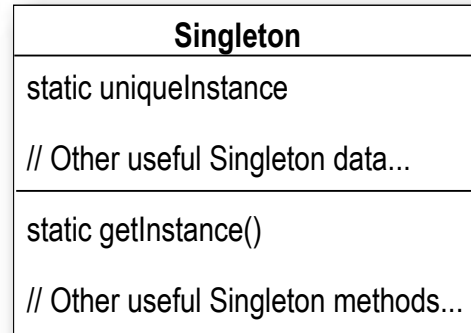 Singleton
static uniqueInstance
// Other useful Singleton data...
static getInstance()
// Other useful Singleton methods...